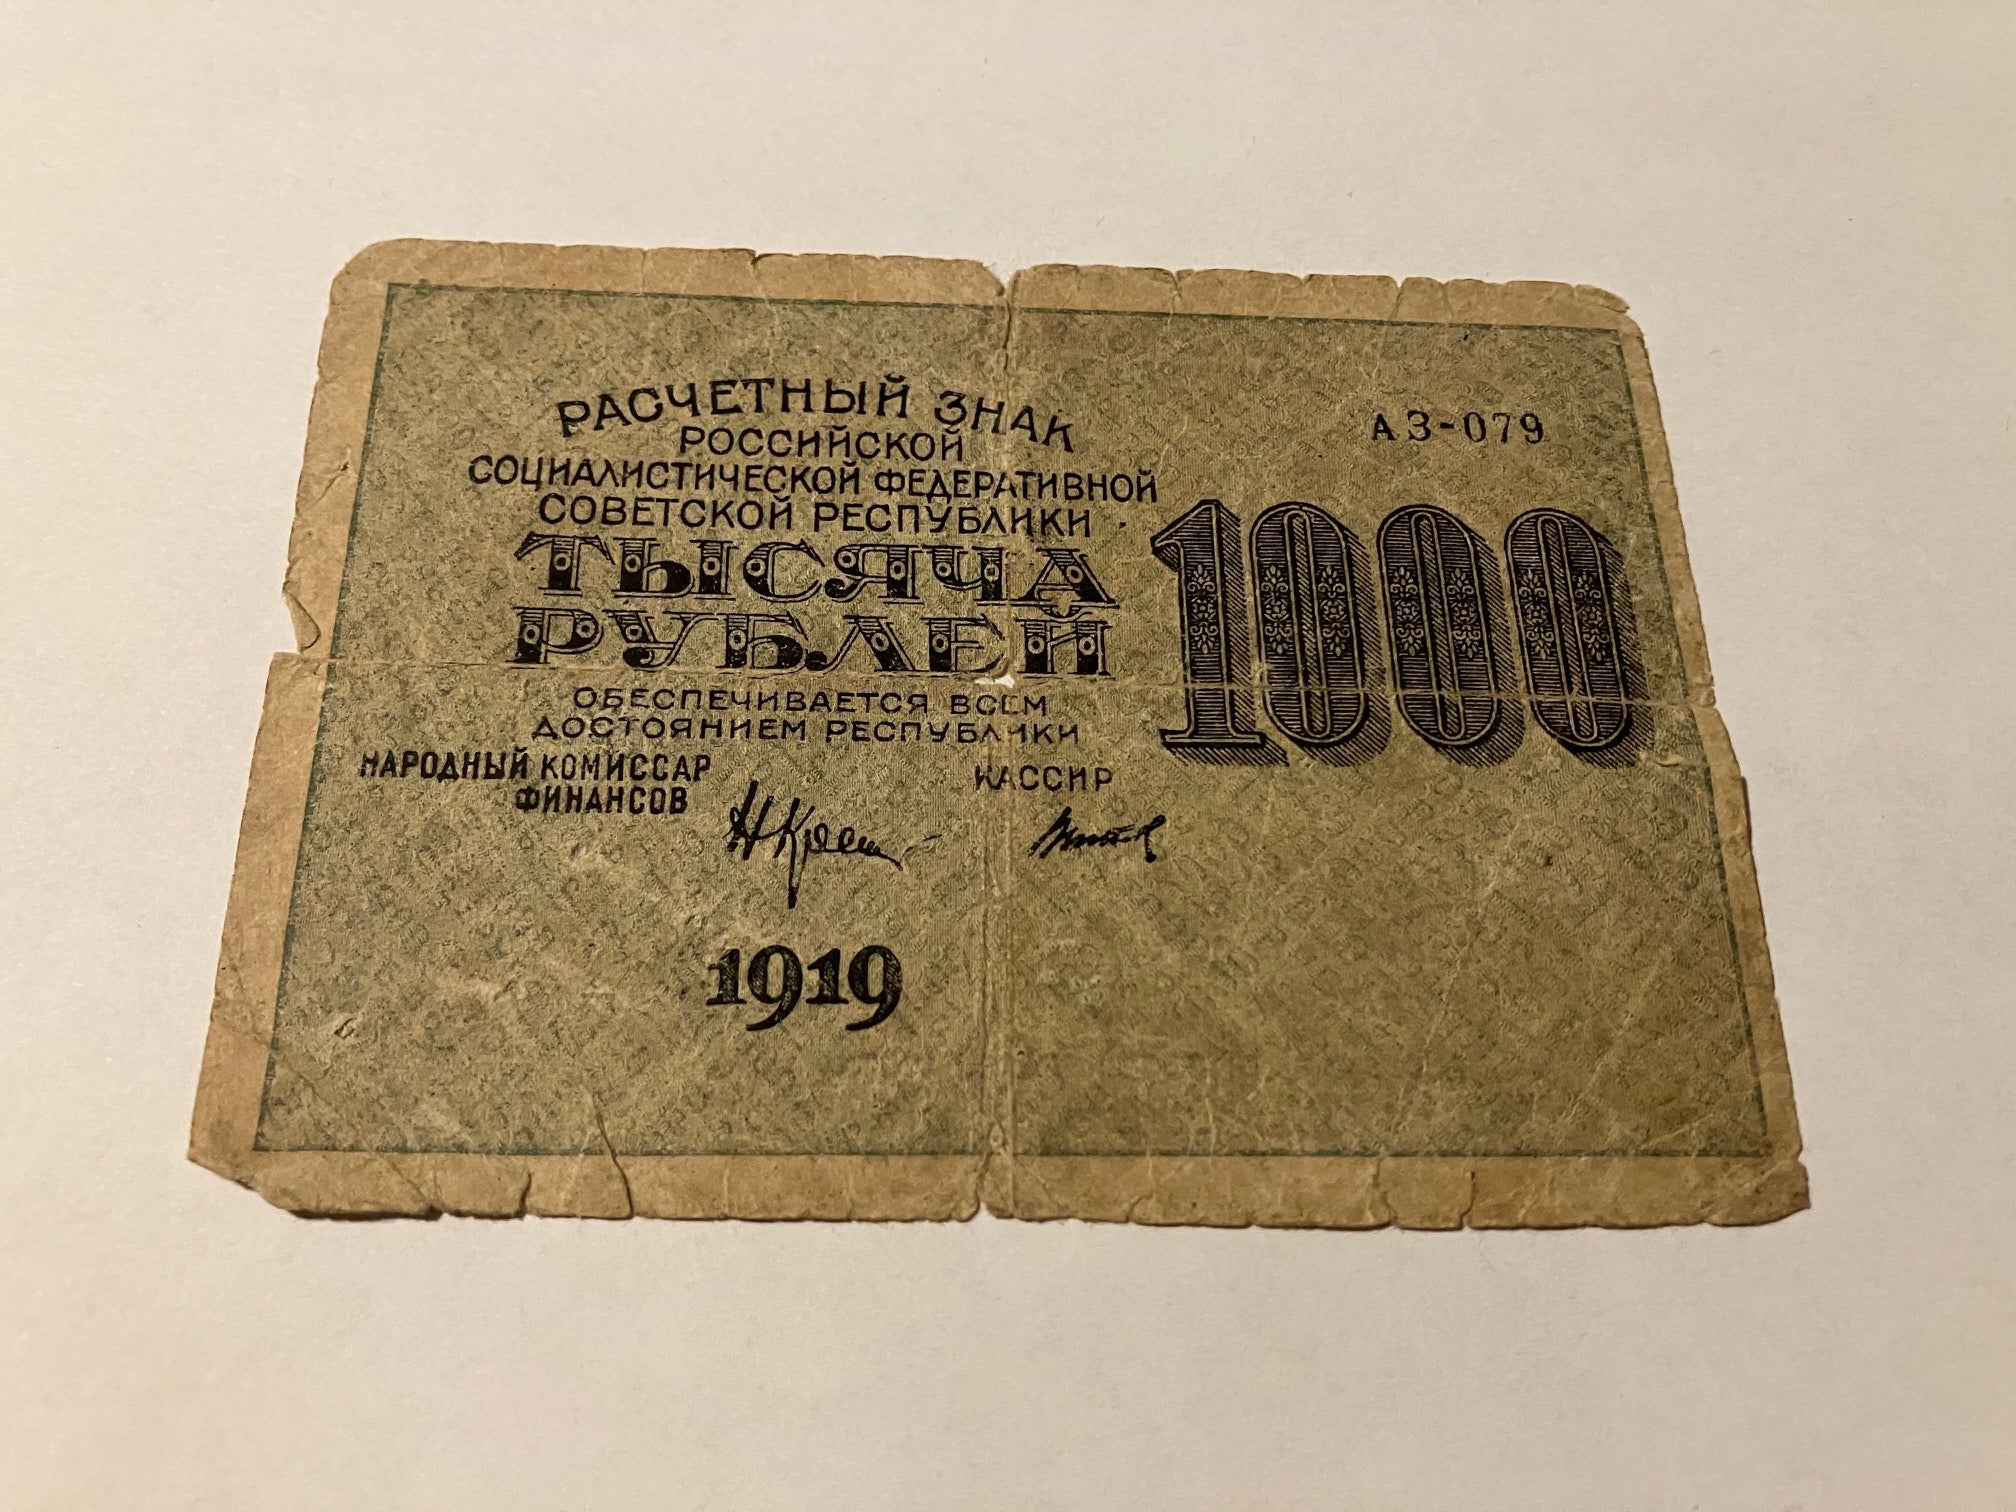 РАСЧЕТНЫЙ ЗНАК
РОССИЙСКОЙ
СОЦИАЛИСТИЧЕСКОЙ ФЕДЕРАТИВНОЙ
СОВЕТСКОЙ РЕСПУБЛИКИ
ТЫСЯЧА
РУБЛЕЙ
ОБЕСПЕЧИВАЕТСЯ ВСЕМ
ДОСТОЯНИЕМ РЕСПУБЛИКИ
НАРОДНЫЙ КОМИССАР
ФИНАНСОВ
КАССИР
1919
АЗ-079
1000